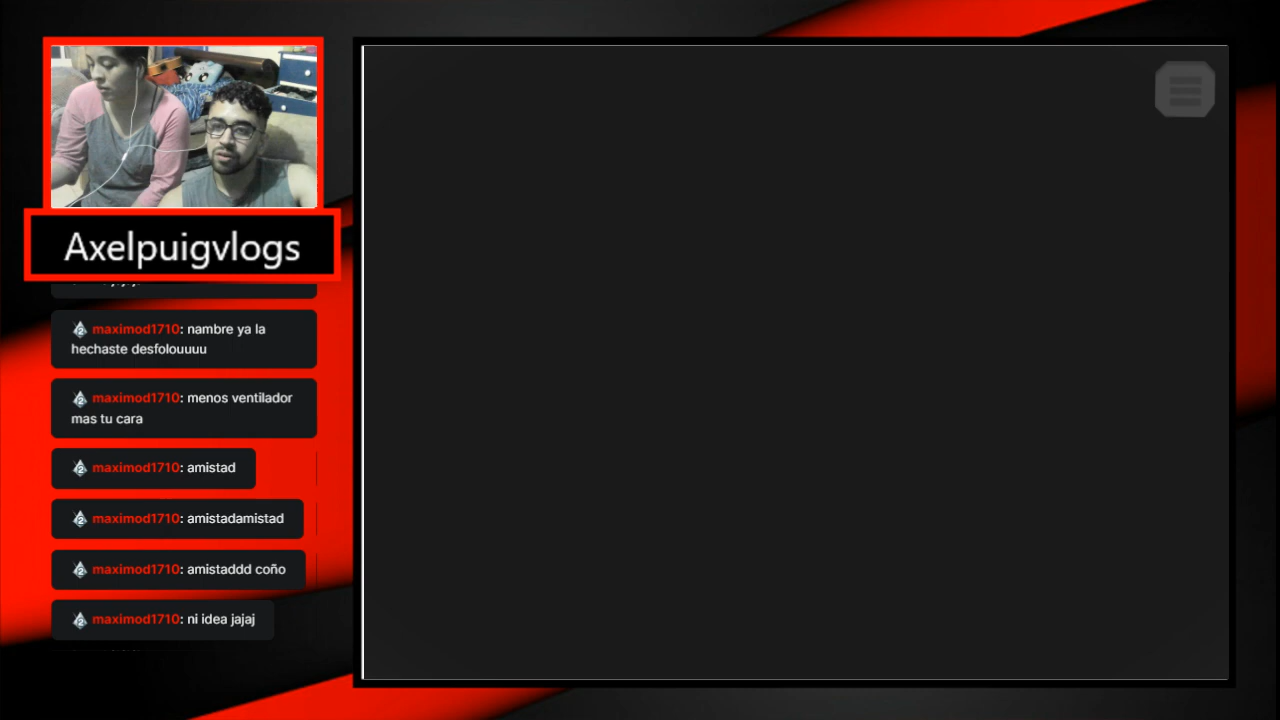 Axelpuigvlogs
maximod1710: nambre ya la
hechaste desfolouuuu
maximod1710: menos ventilador
mas tu cara
maximod1710: amistad
maximod1710: amistadamistad
maximod1710: amistaddd coño
maximod1710: ni idea jajaj